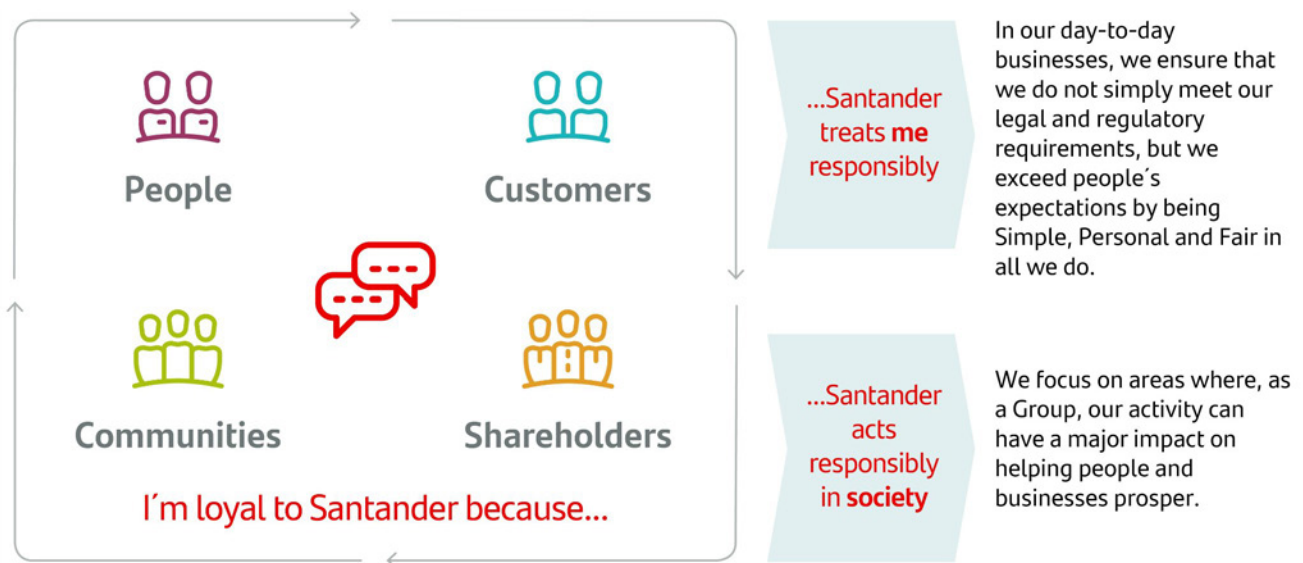 People
Customers
Communities
Shareholders
I´m loyal to Santander because...
...Santander
treats me
responsibly
In our day-to-day
businesses, we ensure that
we do not simply meet our
legal and regulatory
requirements, but we
exceed people´s
expectations by being
Simple, Personal and Fair in
all we do.
...Santander
acts
responsibly
in society
We focus on areas where, as
a Group, our activity can
have a major impact on
helping people and
businesses prosper.